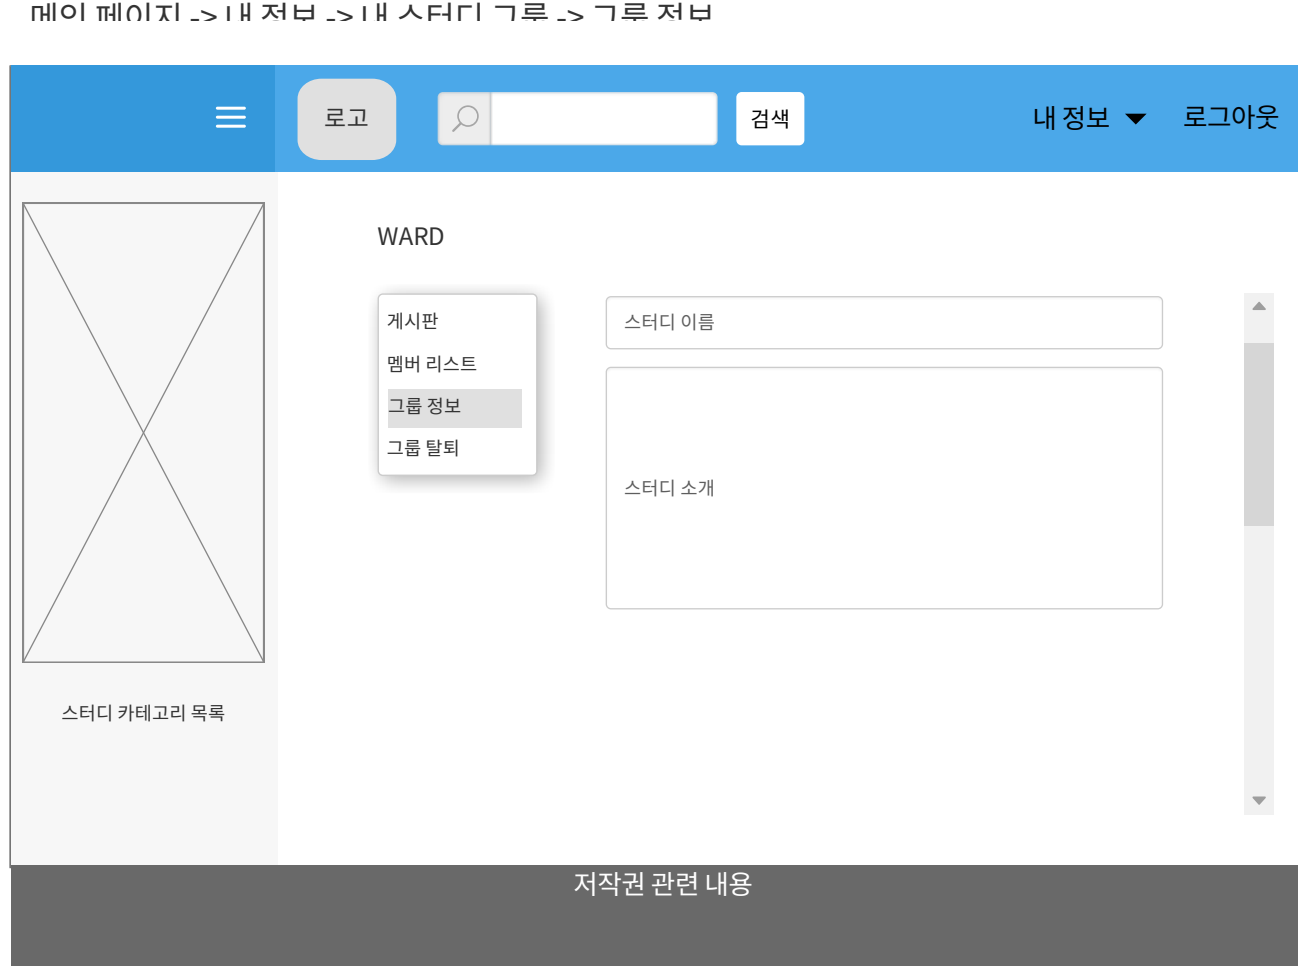 메인 페이지 -> 내 정보 -> 내 스터디 그룹 -> 그룹 정보
로고
검색
내 정보
로그아웃
WARD
게시판
멤버 리스트
그룹 정보
그룹 탈퇴
스터디 이름
스터디 소개
스터디 카테고리 목록
저작권 관련 내용